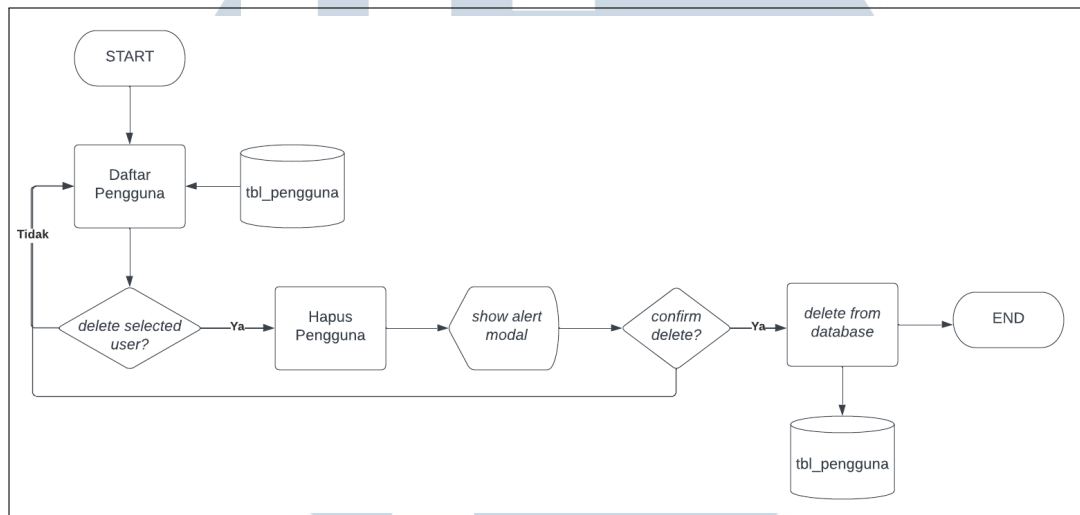 START
Daftar
Pengguna
tbl_pengguna
Tidak
delete selected
user?
Ya
Hapus
Pengguna
show alert
modal
confirm
delete?
Ya
delete from
database
END
tbl_pengguna